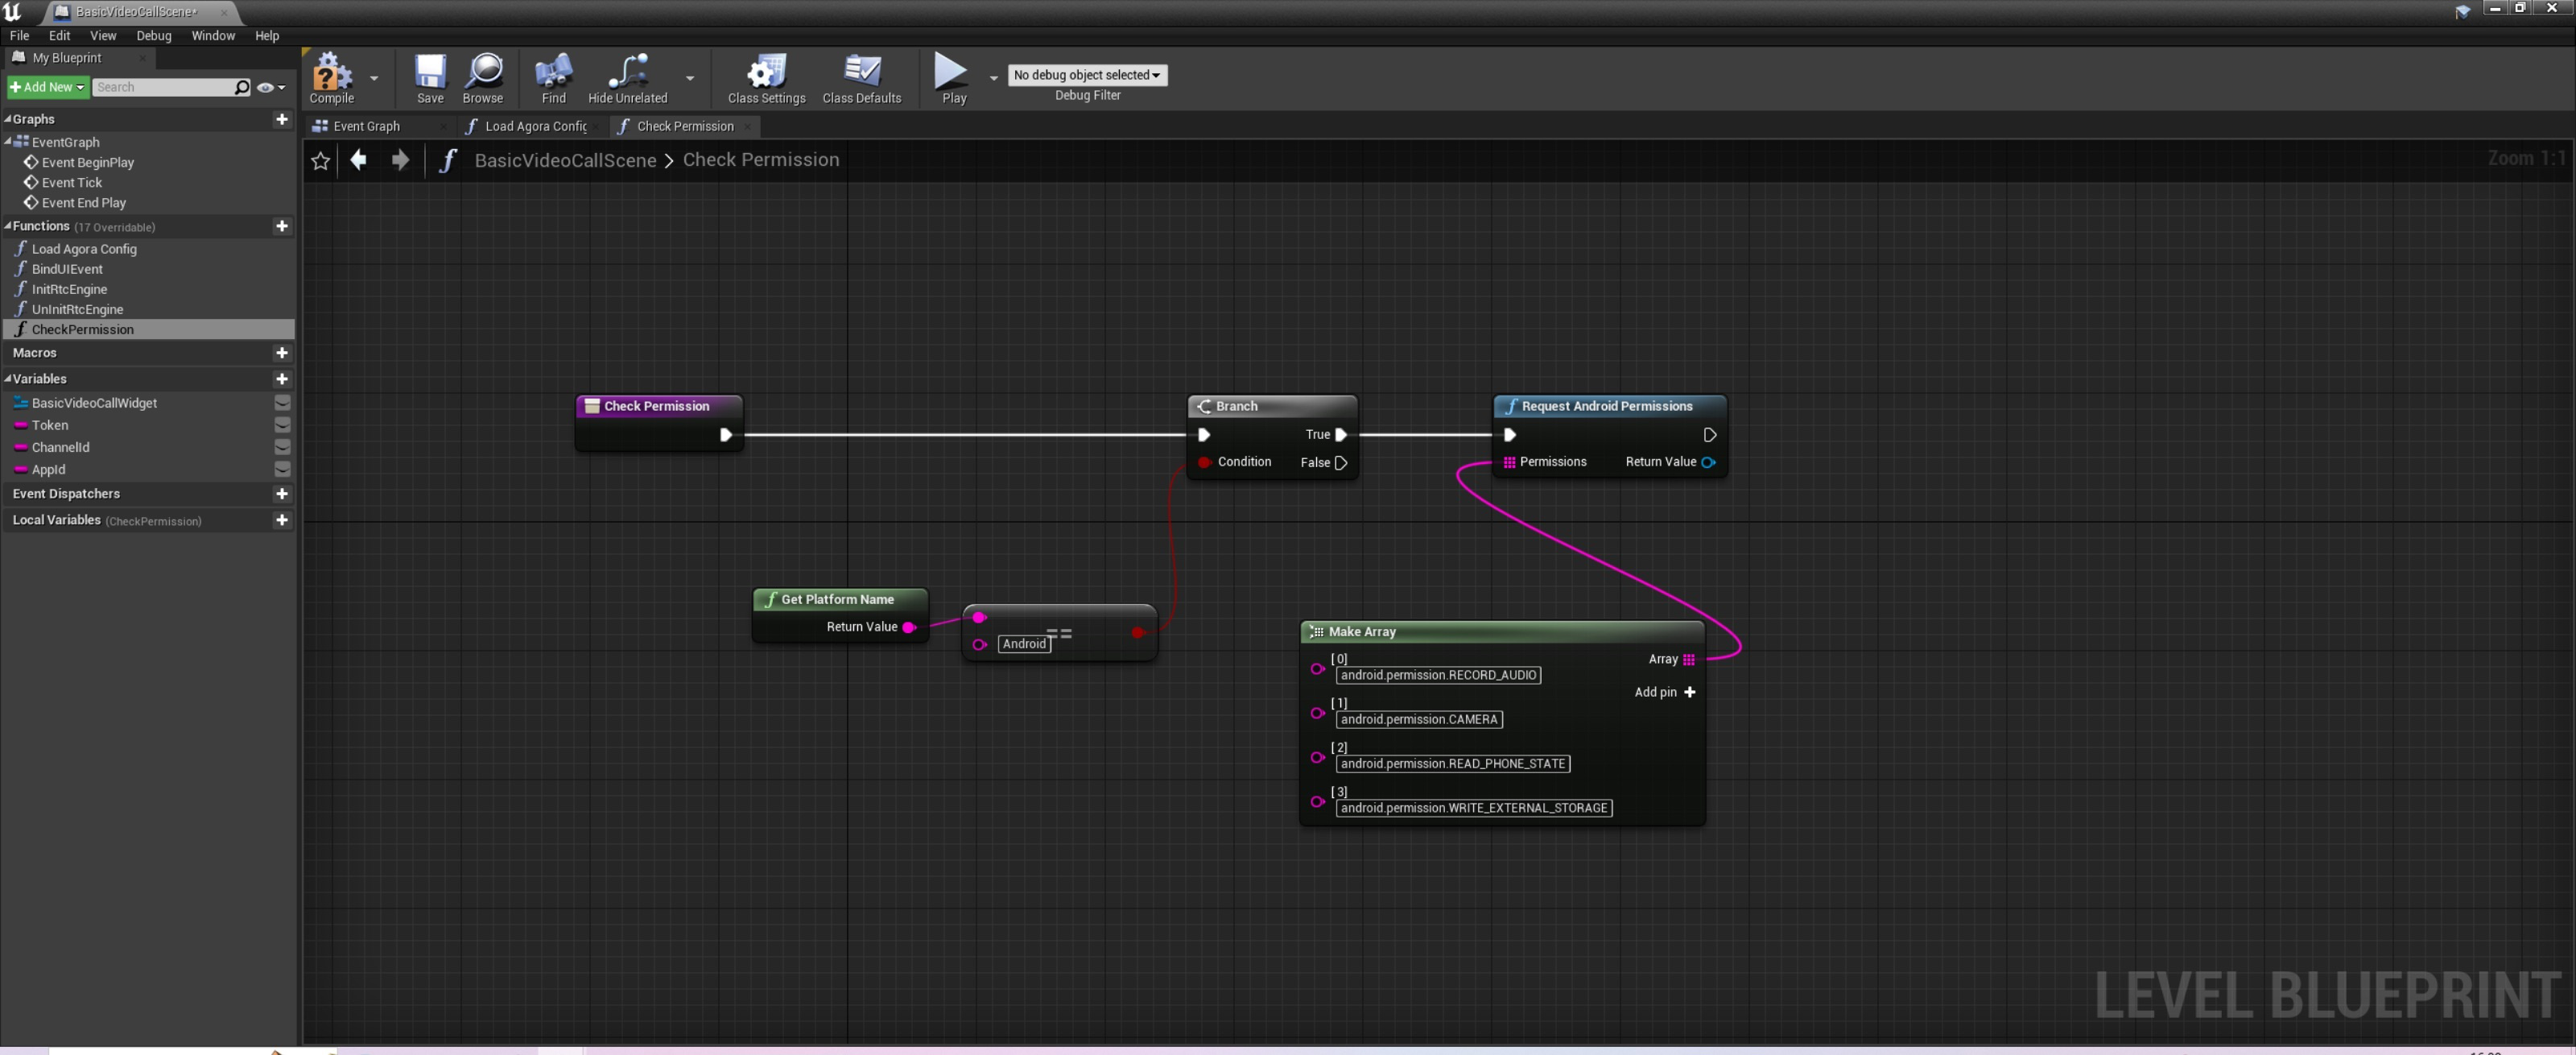 BasicVideoCallScene*
File Edit View Debug Window Help
My Blueprint
Add New Search
Compile Save Browse Find Hide Unrelated Class Settings Class Defaults Play
No debug object selected
Debug Filter
Graphs
EventGraph
Event BeginPlay
Event Tick
Event End Play
Functions (17 Overridable)
Load Agora Config
BindUIEvent
InitRtcEngine
UnInitRtcEngine
CheckPermission
Macros
Variables
BasicVideoCallWidget
Token
ChannelId
AppId
Event Dispatchers
Local Variables (CheckPermission)
Event Graph Load Agora Config Check Permission
BasicVideoCallScene > Check Permission
Zoom 1:1
Check Permission
Branch
True
Condition False
Request Android Permissions
Permissions Return Value
Get Platform Name
Return Value
==
Android
Make Array
[0] Array
android.permission.RECORD_AUDIO
Add pin
[1]
android.permission.CAMERA
[2]
android.permission.READ_PHONE_STATE
[3]
android.permission.WRITE_EXTERNAL_STORAGE
LEVEL BLUEPRINT